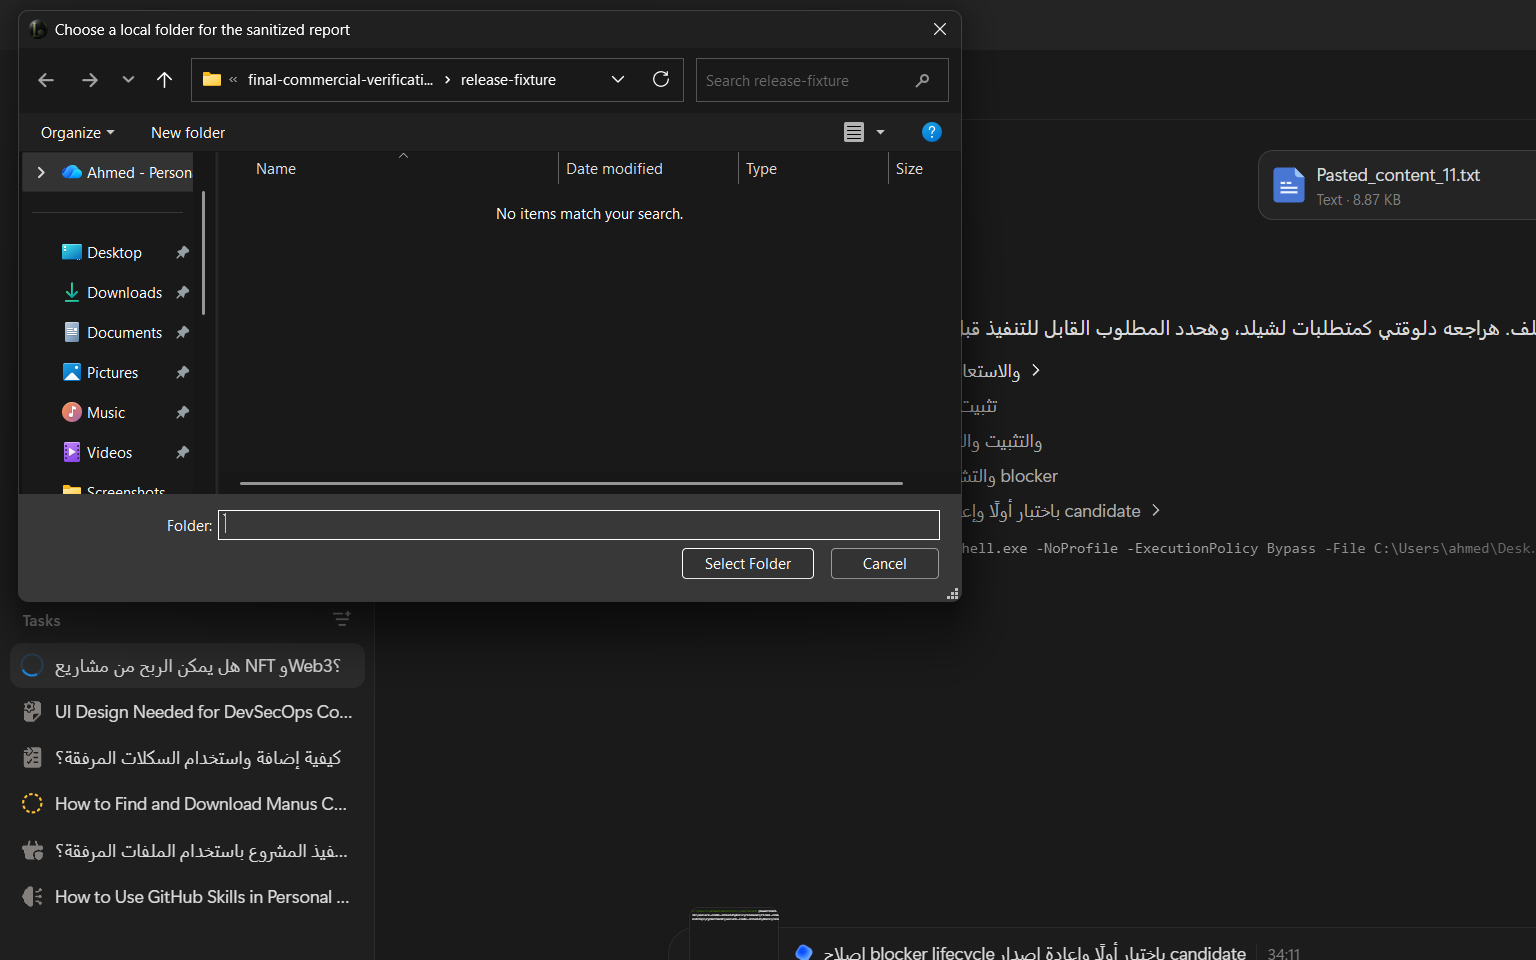 Choose a local folder for the sanitized report
« final-commercial-verificati... › release-fixture
Search release-fixture
Organize
New folder
Ahmed - Person
Name
Date modified
Type
Size
No items match your search.
Desktop
Downloads
Documents
Pictures
Music
Videos
Screenshots
Folder:
Select Folder
Cancel
Pasted_content_11.txt
Text · 8.87 KB
هراجعه دلوقتي كمتطلبات لشيلد، وهحدد المطلوب القابل للتنفيذ
والاستعا
تثبيت
والتثبيت
blocker
candidate باختبار أولًا
hell.exe -NoProfile -ExecutionPolicy Bypass -File C:\Users\ahmed\Desk.
Tasks
هل يمكن الربح من مشاريع NFT وWeb3؟
UI Design Needed for DevSecOps Co...
كيفية إضافة واستخدام السكلات المرفقة؟
How to Find and Download Manus C...
...فيذ المشروع باستخدام الملفات المرفقة؟
How to Use GitHub Skills in Personal ...
اصلاح blocker lifecycle باختبار أولًا وإعادة إصدار candidate
34:11